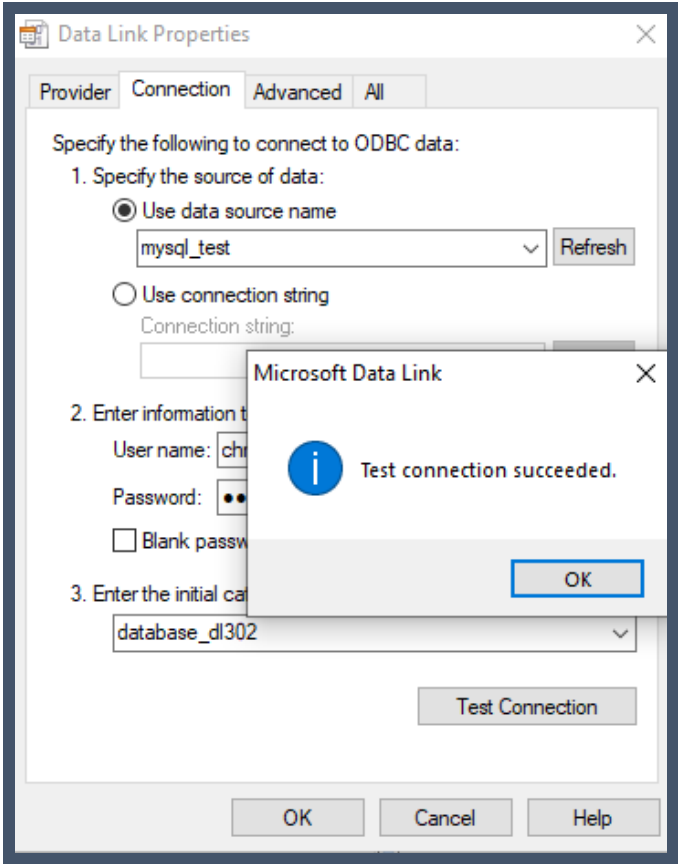 Data Link Properties
Provider Connection Advanced All
Specify the following to connect to ODBC data:
1. Specify the source of data:
Use data source name
mysql_test Refresh
Use connection string
Connection string:
Microsoft Data Link
2. Enter information
User name:
Test connection succeeded.
Password:
Blank
OK
3. Enter the initial
database_dl302
Test Connection
OK Cancel Help